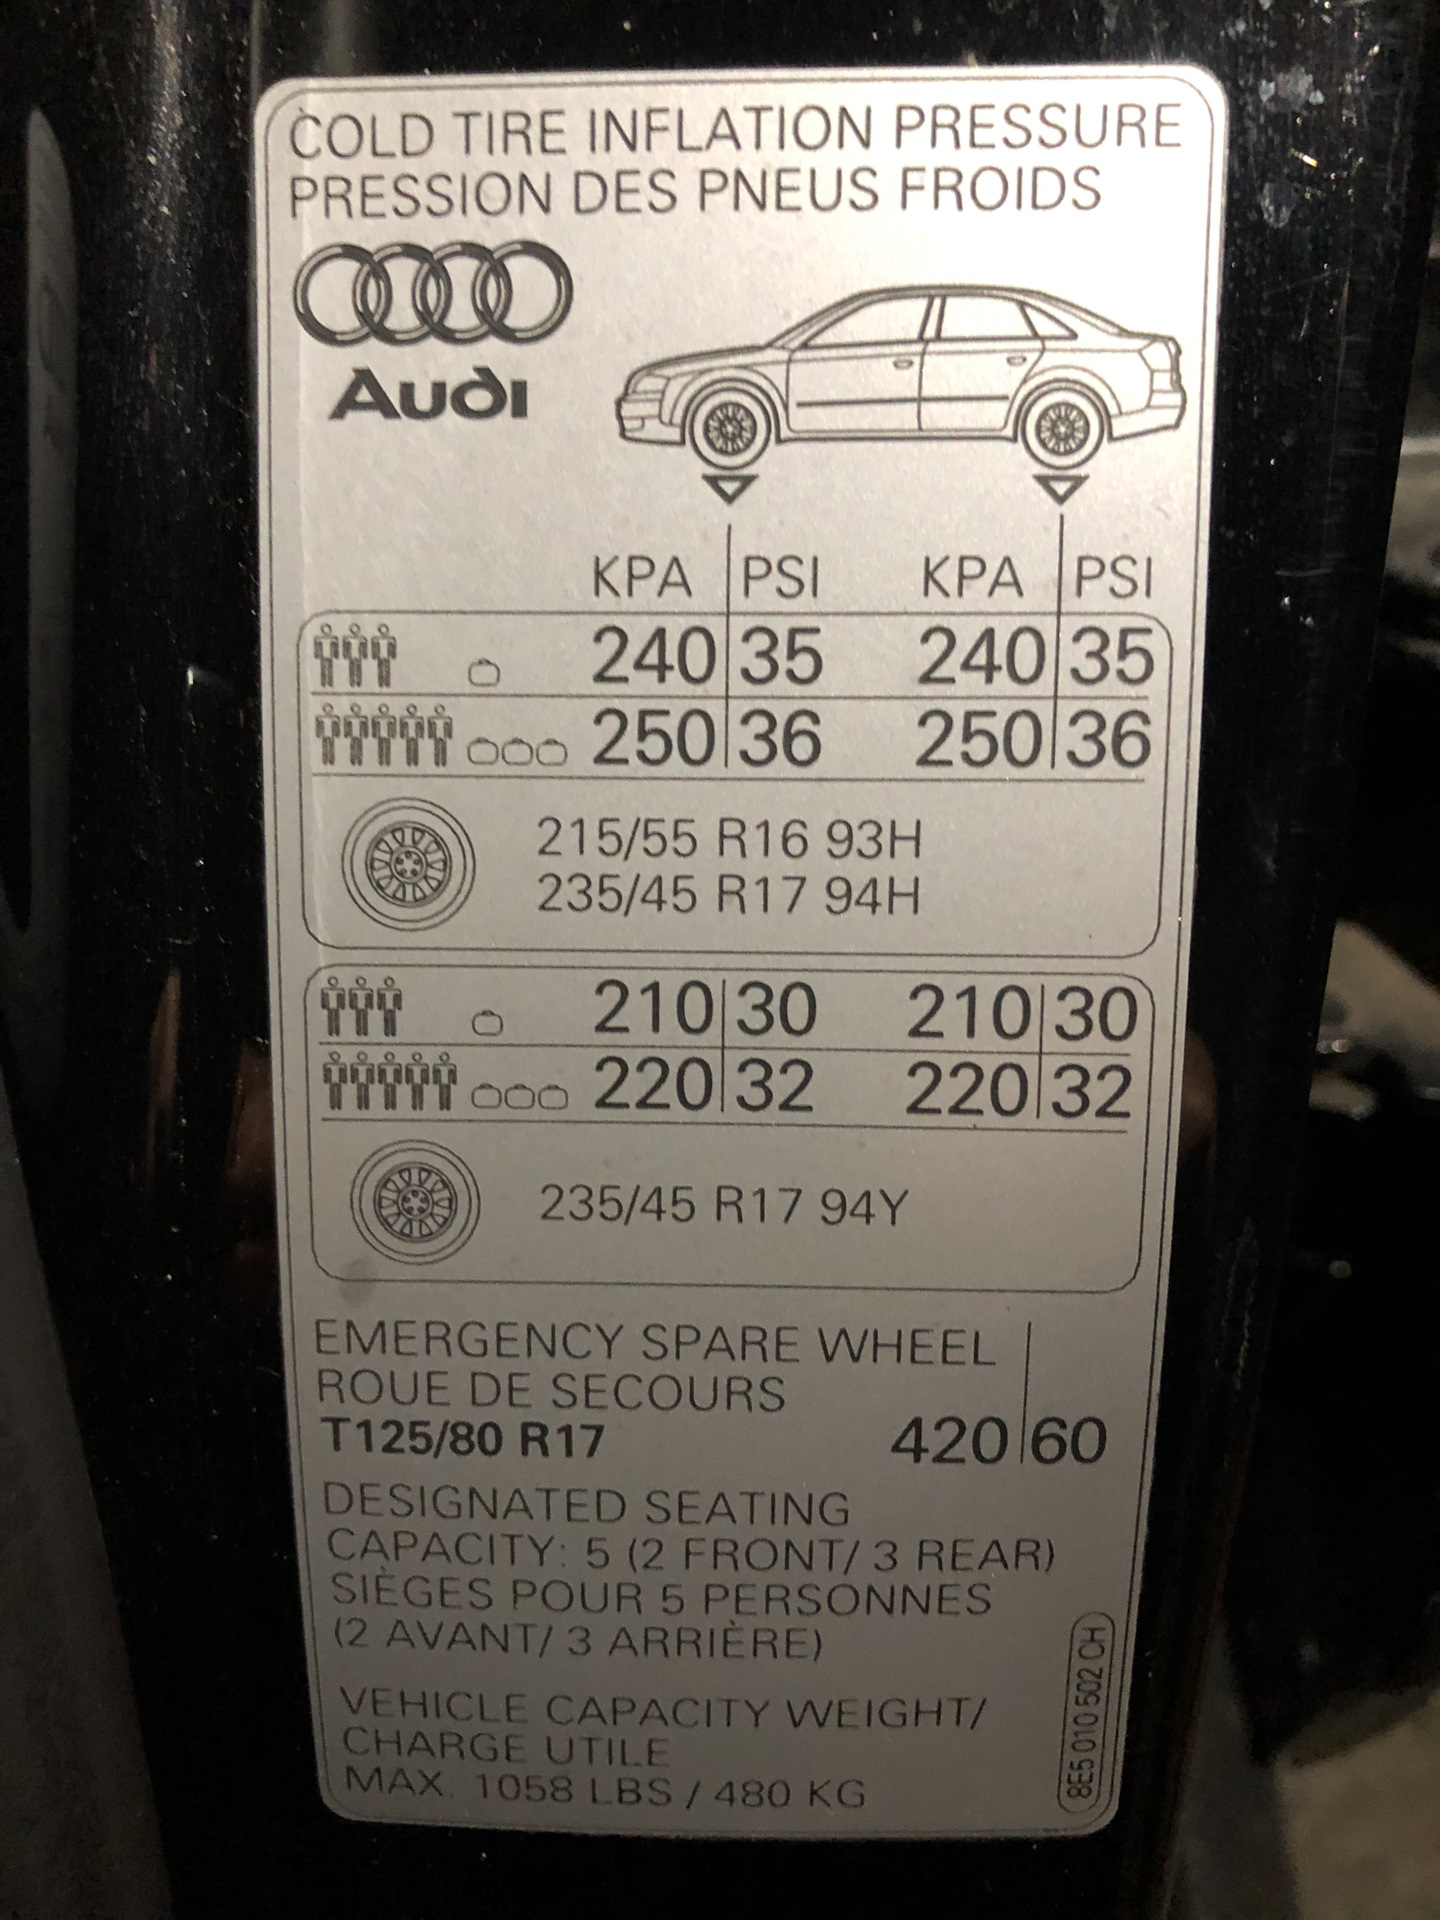 COLD TIRE INFLATION PRESSURE
PRESSION DES PNEUS FROIDS
Audi
KPA PSI KPA PSI
240 35 240 35
250 36 250 36
215/55 R16 93H
235/45 R17 94H
210 30 210 30
220 32 220 32
235/45 R17 94Y
EMERGENCY SPARE WHEEL
ROUE DE SECOURS
T125/80 R17 420 60
DESIGNATED SEATING
CAPACITY: 5 (2 FRONT/ 3 REAR)
SIÈGES POUR 5 PERSONNES
(2 AVANT/ 3 ARRIÈRE)
VEHICLE CAPACITY WEIGHT/
CHARGE UTILE
MAX. 1058 LBS / 480 KG
8E5 010 502 CH